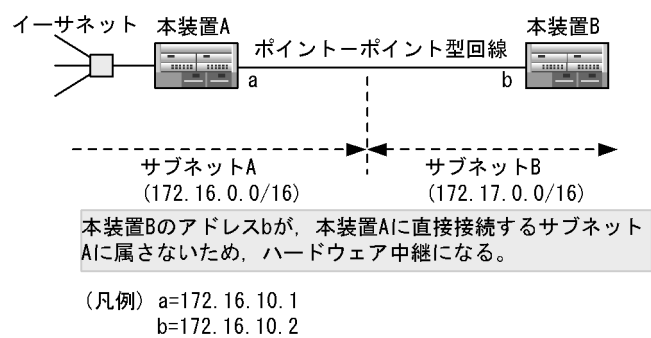 イーサネット 本装置A 本装置B
ポイント－ポイント型回線
a b
サブネットA サブネットB
(172.16.0.0/16) (172.17.0.0/16)
本装置Bのアドレスbが，本装置Aに直接接続するサブネット
Aに属さないため，ハードウェア中継になる。
(凡例) a=172.16.10.1
b=172.16.10.2